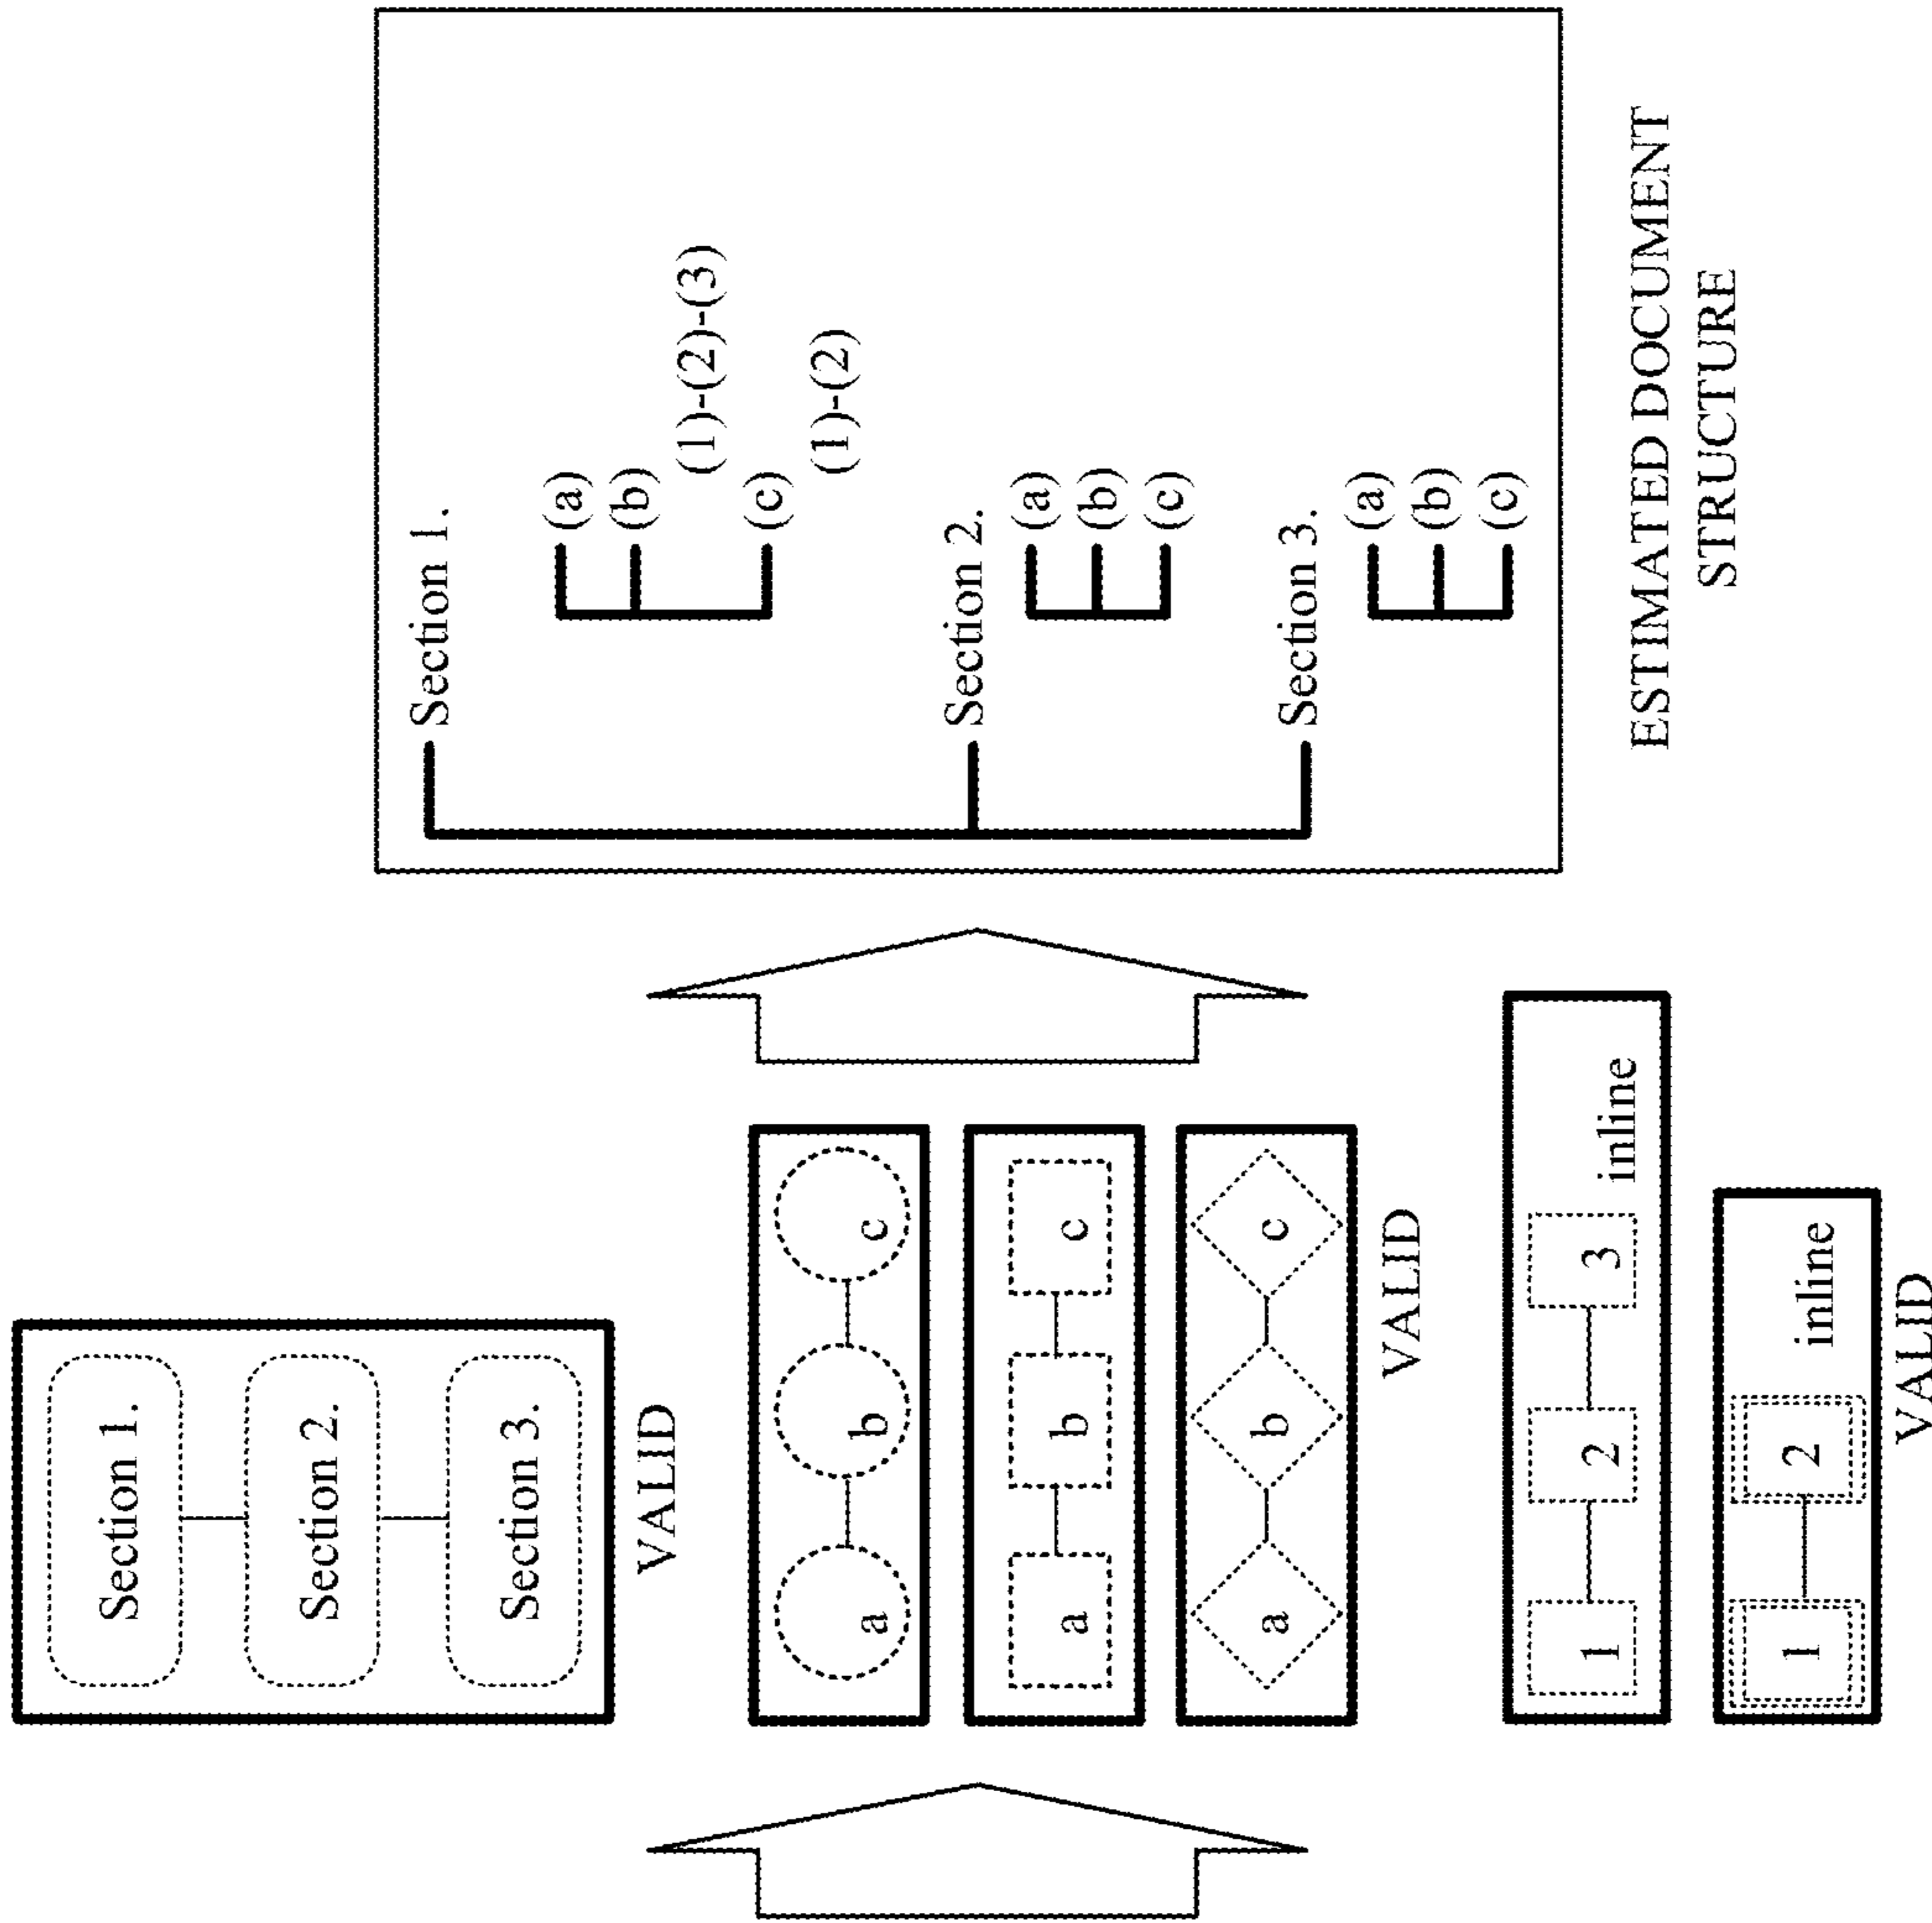 Section 1.
Section 2.
Section 3.
VALID
a b c
a b c
a b c
VALID
1 2 3 inline
1 2 inline
VALID
Section 1.
(a)
(b)
(1)-(2)-(3)
(c)
(1)-(2)
Section 2.
(a)
(b)
(c)
Section 3.
(a)
(b)
(c)
ESTIMATED DOCUMENT
STRUCTURE